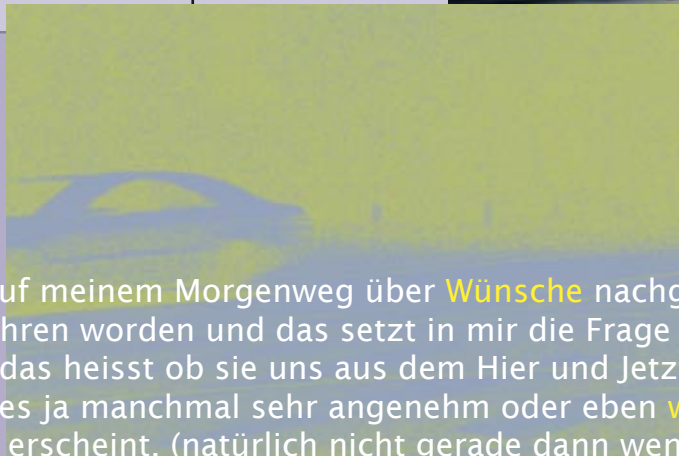 uf meinem Morgenweg über Wünsche nachg
hren worden und das setzt in mir die Frage
das heisst ob sie uns aus dem Hier und Jetz
es ja manchmal sehr angenehm oder eben w
erscheint. (natürlich nicht gerade dann wen